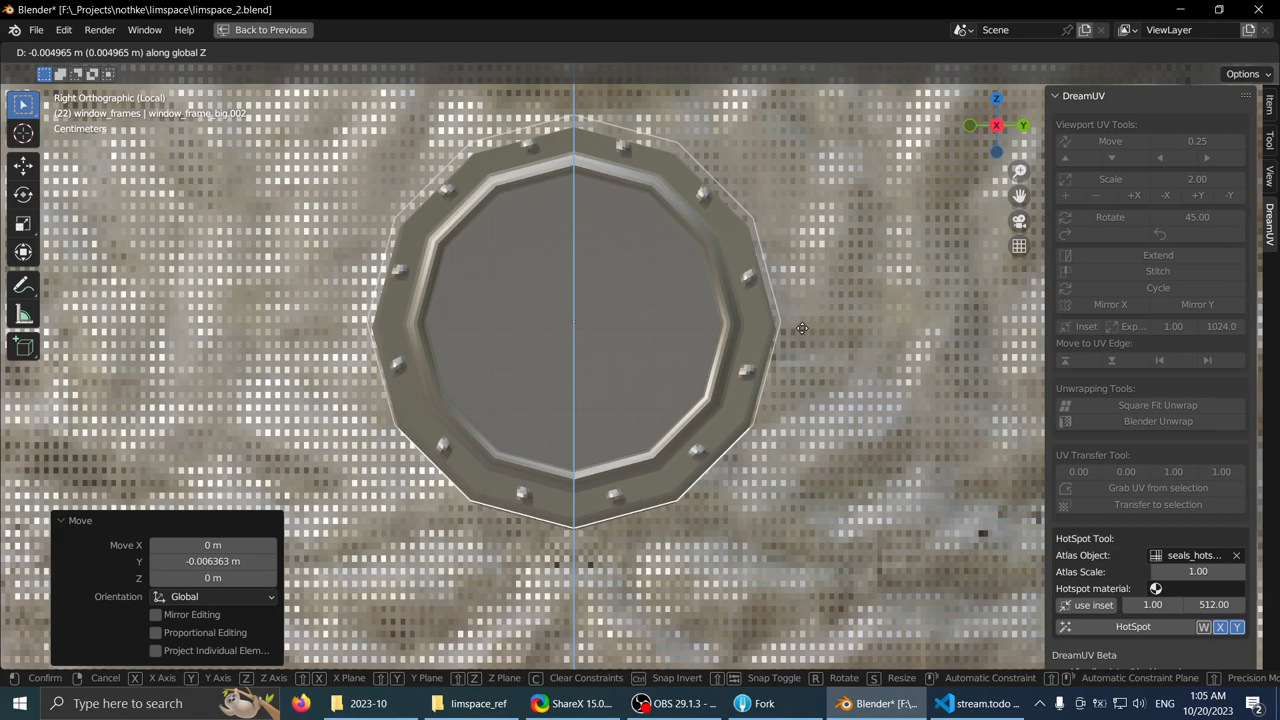 Blender* [F:\_Projects\nothke\limspace\limspace_2.blend]
File Edit Render Window Help Back to Previous Scene ViewLayer
D: -0.004965 m (0.004965 m) along global Z
Options
Right Orthographic (Local)
(22) window_frames | window_frame_big.002
Centimeters
Z
X
Y
Item
Tool
View
DreamUV
DreamUV
Viewport UV Tools:
Move 0.25
Scale 2.00
+ − +X -X +Y -Y
Rotate 45.00
Extend
Stitch
Cycle
Mirror X Mirror Y
Inset Exp... 1.00 1024.0
Move to UV Edge:
Unwrapping Tools:
Square Fit Unwrap
Blender Unwrap
UV Transfer Tool:
0.00 0.00 1.00 1.00
Grab UV from selection
Transfer to selection
HotSpot Tool:
Atlas Object: seals_hots...
Atlas Scale: 1.00
Hotspot material:
use inset 1.00 512.00
HotSpot W X Y
DreamUV Beta
Move
Move X 0 m
Y -0.006363 m
Z 0 m
Orientation Global
Mirror Editing
Proportional Editing
Project Individual Elem...
Confirm Cancel X X Axis Y Y Axis Z Z Axis X X Plane Y Y Plane Z Z Plane C Clear Constraints Ctrl Snap Invert Snap Toggle R Rotate S Resize Automatic Constraint Automatic Constraint Plane Precision Mo
Type here to search 2023-10 limspace_ref ShareX 15.0... OBS 29.1.3 - ... Fork Blender* [F:\... stream.todo ... ENG 1:05 AM
10/20/2023 2